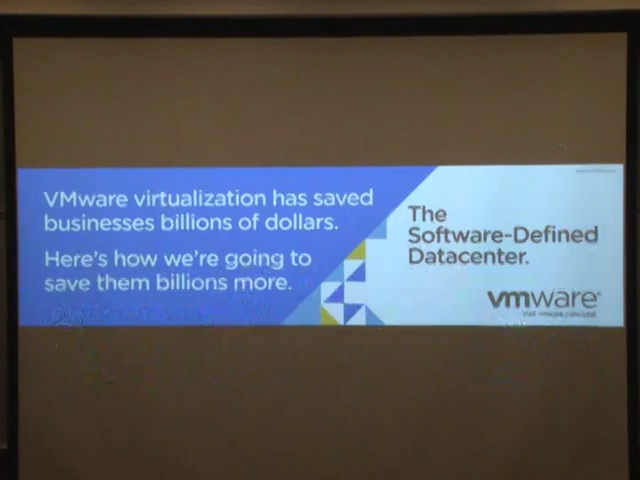 VMware virtualization has saved
businesses billions of dollars.
Here's how we're going to
save them billions more.
The
Software-Defined
Datacenter.
vmware®